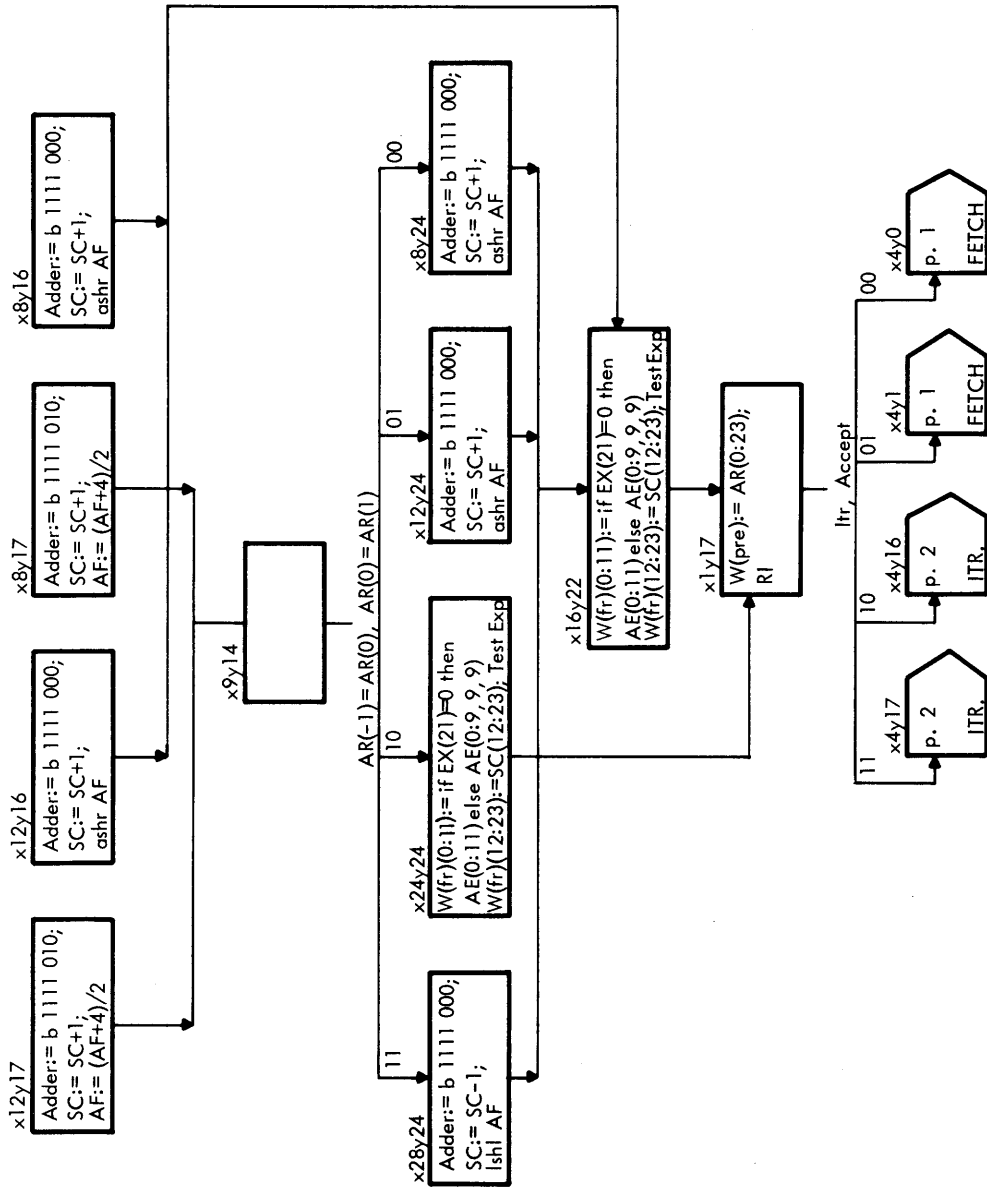 x12y17
Adder:= b 1111 010;
SC:= SC+1;
AF:= (AF+4)/2
x12y16
Adder:= b 1111 000;
SC:= SC+1;
ashr AF
x8y17
Adder:= b 1111 010;
SC:= SC+1;
AF:= (AF+4)/2
x8y16
Adder:= b 1111 000;
SC:= SC+1;
ashr AF
x9y14
AR(-1)=AR(0), AR(0)=AR(1)
11
10
01
00
x28y24
Adder:= b 1111 000;
SC:= SC-1;
lshl AF
x24y24
W(fr)(0:11):= if EX(21)=0 then
AE(0:11) else AE(0:9, 9, 9)
W(fr)(12:23):=SC(12:23); Test Exp
x12y24
Adder:= b 1111 000;
SC:= SC+1;
ashr AF
x8y24
Adder:= b 1111 000;
SC:= SC+1;
ashr AF
x16y22
W(fr)(0:11):= if EX(21)=0 then
AE(0:11) else AE(0:9, 9, 9)
W(fr)(12:23):=SC(12:23); Test Exp
x1y17
W(pre):= AR(0:23);
RI
Itr, Accept
11
10
01
00
x4y17
p. 2
ITR.
x4y16
p. 2
ITR.
x4y1
p. 1
FETCH
x4y0
p. 1
FETCH